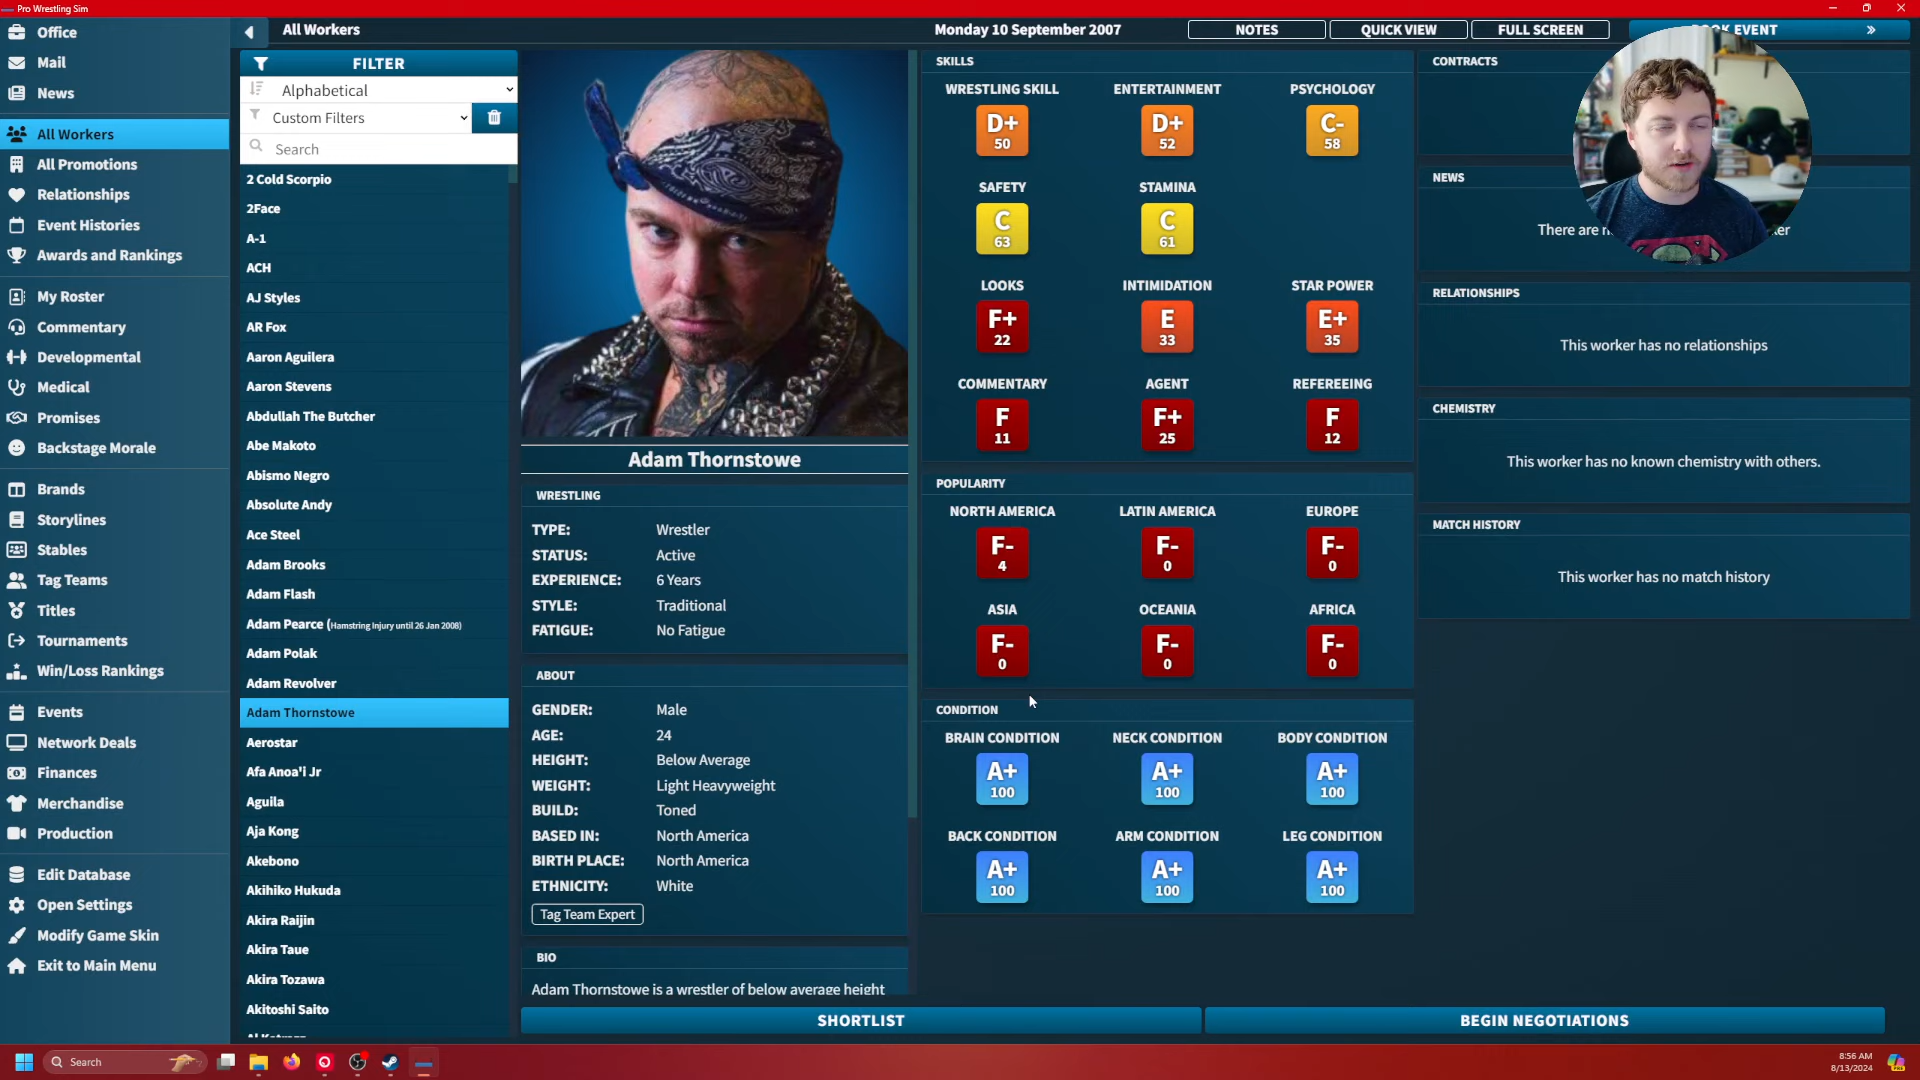 Pro Wrestling Sim
Office
Mail
News
All Workers
All Promotions
Relationships
Event Histories
Awards and Rankings
My Roster
Commentary
Developmental
Medical
Promises
Backstage Morale
Brands
Storylines
Stables
Tag Teams
Titles
Tournaments
Win/Loss Rankings
Events
Network Deals
Finances
Merchandise
Production
Edit Database
Open Settings
Modify Game Skin
Exit to Main Menu
All Workers
Monday 10 September 2007
NOTES
QUICK VIEW
FULL SCREEN
EVENT
FILTER
Alphabetical
Custom Filters
Search
2 Cold Scorpio
2Face
A-1
ACH
AJ Styles
AR Fox
Aaron Aguilera
Aaron Stevens
Abdullah The Butcher
Abe Makoto
Abismo Negro
Absolute Andy
Ace Steel
Adam Brooks
Adam Flash
Adam Pearce (Hamstring Injury until 26 Jan 2008)
Adam Polak
Adam Revolver
Adam Thornstowe
Aerostar
Afa Anoa'i Jr
Aguila
Aja Kong
Akebono
Akihiko Hukuda
Akira Raijin
Akira Taue
Akira Tozawa
Akitoshi Saito
Adam Thornstowe
WRESTLING
TYPE: Wrestler
STATUS: Active
EXPERIENCE: 6 Years
STYLE: Traditional
FATIGUE: No Fatigue
ABOUT
GENDER: Male
AGE: 24
HEIGHT: Below Average
WEIGHT: Light Heavyweight
BUILD: Toned
BASED IN: North America
BIRTH PLACE: North America
ETHNICITY: White
Tag Team Expert
BIO
Adam Thornstowe is a wrestler of below average height
SKILLS
WRESTLING SKILL ENTERTAINMENT PSYCHOLOGY
D+ D+ C-
50 52 58
SAFETY STAMINA
C C
63 61
LOOKS INTIMIDATION STAR POWER
F+ E E+
22 33 35
COMMENTARY AGENT REFEREEING
F F+ F
11 25 12
POPULARITY
NORTH AMERICA LATIN AMERICA EUROPE
F- F- F-
4 0 0
ASIA OCEANIA AFRICA
F- F- F-
0 0 0
CONDITION
BRAIN CONDITION NECK CONDITION BODY CONDITION
A+ A+ A+
100 100 100
BACK CONDITION ARM CONDITION LEG CONDITION
A+ A+ A+
100 100 100
CONTRACTS
NEWS
There are
RELATIONSHIPS
This worker has no relationships
CHEMISTRY
This worker has no known chemistry with others.
MATCH HISTORY
This worker has no match history
SHORTLIST
BEGIN NEGOTIATIONS
Search
8:56 AM
8/13/2024